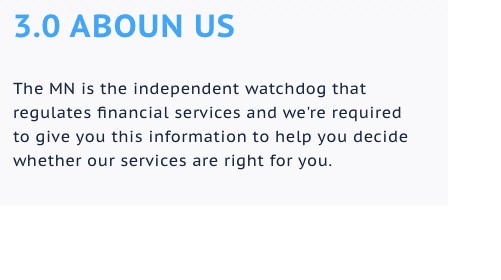 3.0 ABOUN US
The MN is the independent watchdog that
regulates financial services and we're required
to give you this information to help you decide
whether our services are right for you.